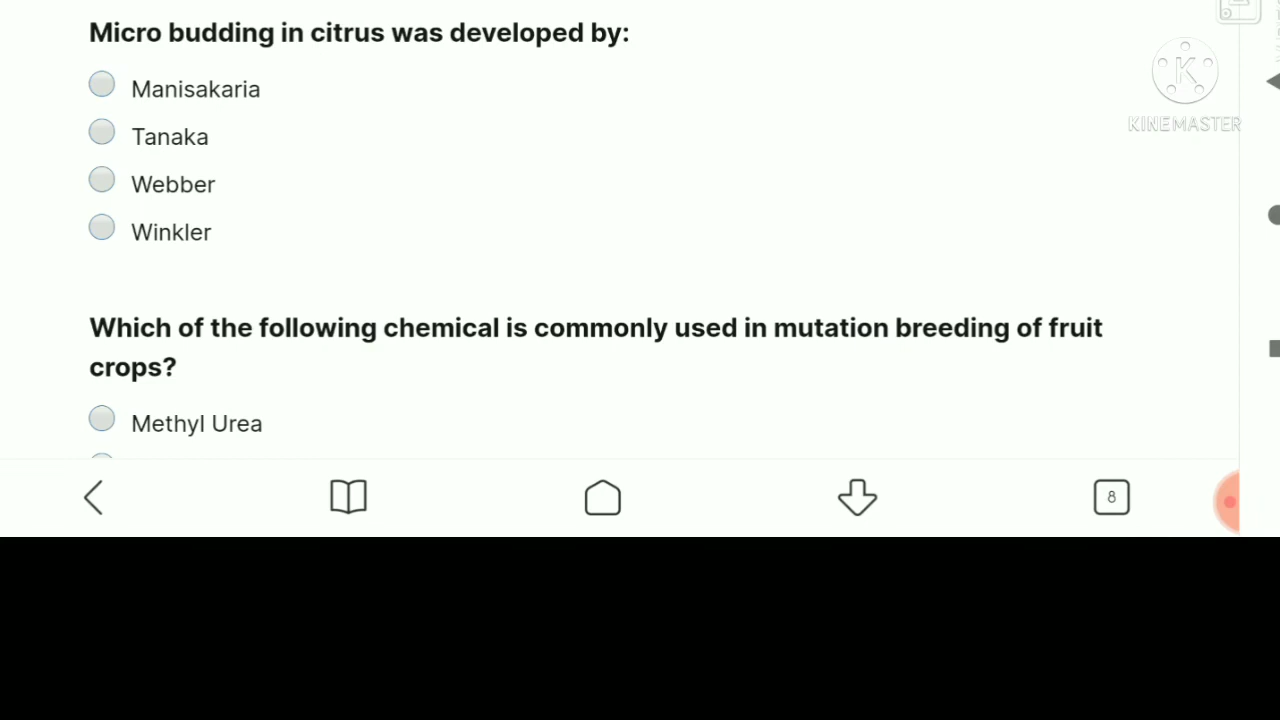 Micro budding in citrus was developed by:
Manisakaria
Tanaka
Webber
Winkler
KINEMASTER
Which of the following chemical is commonly used in mutation breeding of fruit
crops?
Methyl Urea
8